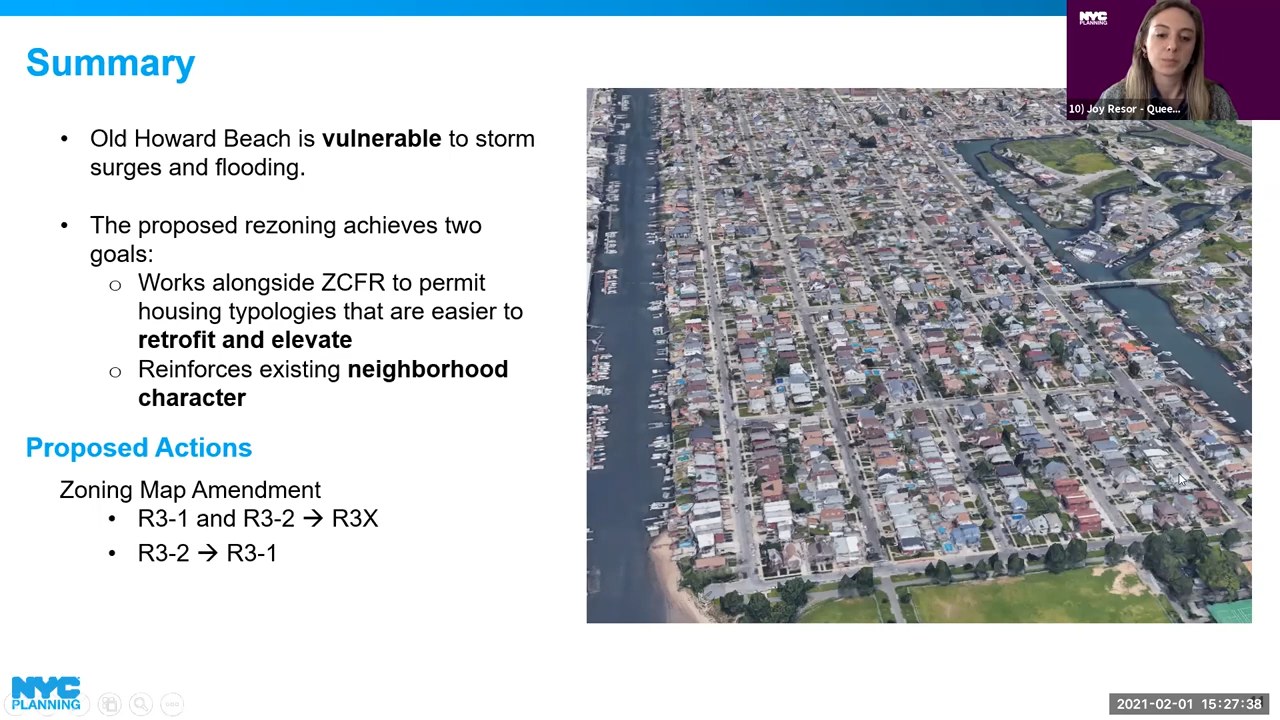 Summary
• Old Howard Beach is vulnerable to storm
surges and flooding.
• The proposed rezoning achieves two
goals:
o Works alongside ZCFR to permit
housing typologies that are easier to
retrofit and elevate
o Reinforces existing neighborhood
character
Proposed Actions
Zoning Map Amendment
• R3-1 and R3-2 → R3X
• R3-2 → R3-1
NYC
PLANNING
10) Joy Resor - Quee...
NYC
PLANNING
2021-02-01 15:27:38